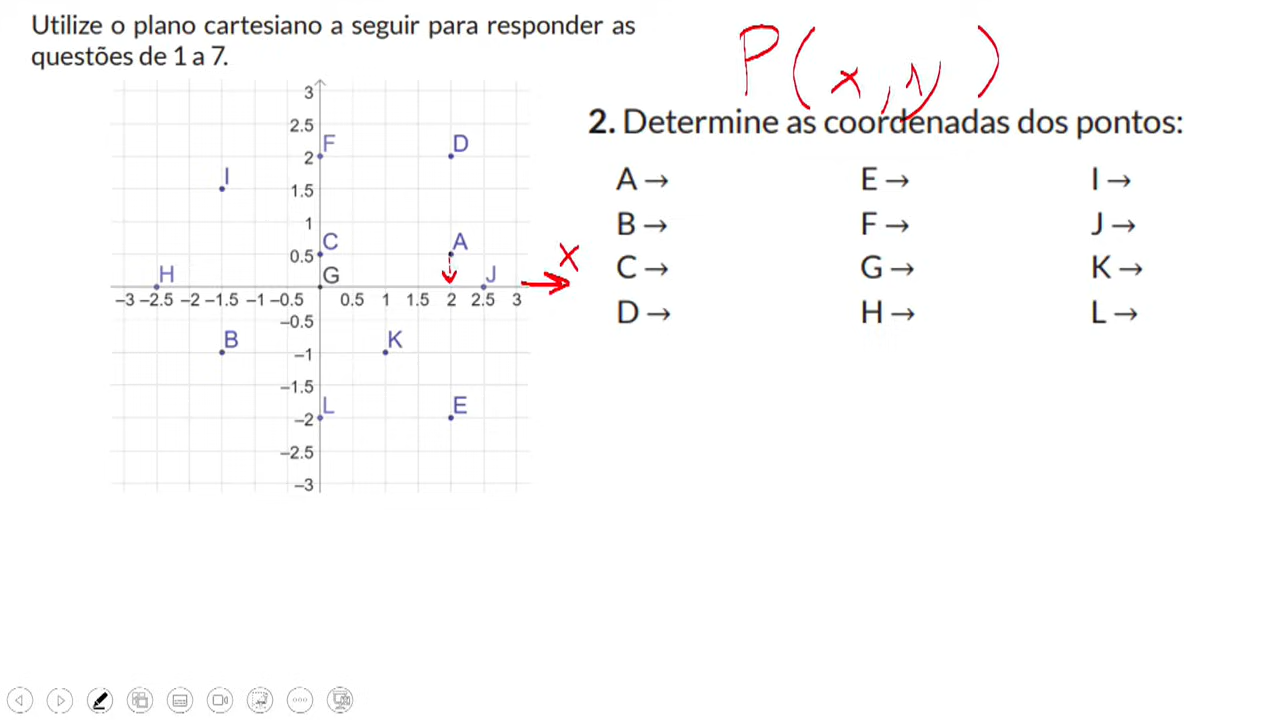 Utilize o plano cartesiano a seguir para responder as
questões de 1 a 7.
P(x,y)
2. Determine as coordenadas dos pontos:
A →
B →
C →
D →
E →
F →
G →
H →
I →
J →
K →
L →
3
2.5
F
D
2
I
1.5
1
C
A
0.5
X
H
G
J
−3 −2.5 −2 −1.5 −1 −0.5 0.5 1 1.5 2 2.5 3
−0.5
B
K
−1
−1.5
L
E
−2
−2.5
−3